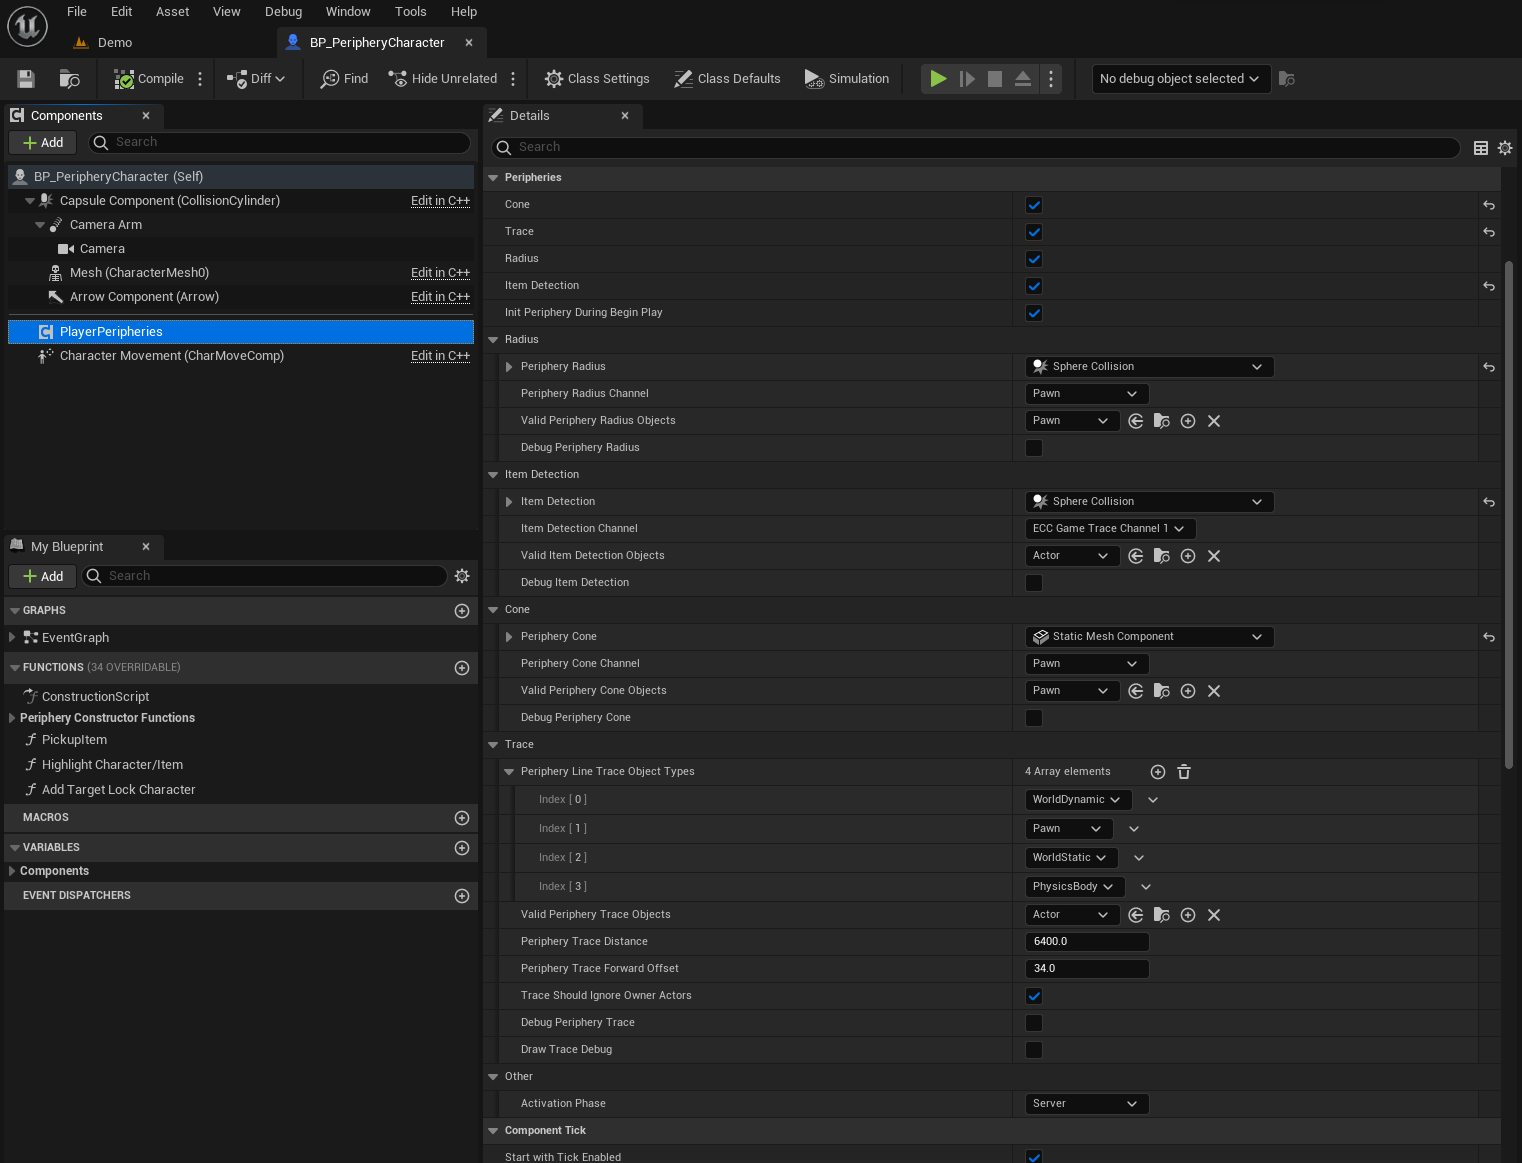 File Edit Asset View Debug Window Tools Help
Demo
BP_PeripheryCharacter
Compile
Diff
Find
Hide Unrelated
Class Settings
Class Defaults
Simulation
No debug object selected
Components
Add
Search
BP_PeripheryCharacter (Self)
Capsule Component (CollisionCylinder) Edit in C++
Camera Arm
Camera
Mesh (CharacterMesh0) Edit in C++
Arrow Component (Arrow) Edit in C++
PlayerPeripheries
Character Movement (CharMoveComp) Edit in C++
My Blueprint
Add
Search
GRAPHS
EventGraph
FUNCTIONS (34 OVERRIDABLE)
ConstructionScript
Periphery Constructor Functions
PickupItem
Highlight Character/Item
Add Target Lock Character
MACROS
VARIABLES
Components
EVENT DISPATCHERS
Details
Search
Peripheries
Cone
Trace
Radius
Item Detection
Init Periphery During Begin Play
Radius
Periphery Radius Sphere Collision
Periphery Radius Channel Pawn
Valid Periphery Radius Objects Pawn
Debug Periphery Radius
Item Detection
Item Detection Sphere Collision
Item Detection Channel ECC Game Trace Channel 1
Valid Item Detection Objects Actor
Debug Item Detection
Cone
Periphery Cone Static Mesh Component
Periphery Cone Channel Pawn
Valid Periphery Cone Objects Pawn
Debug Periphery Cone
Trace
Periphery Line Trace Object Types 4 Array elements
Index [ 0 ] WorldDynamic
Index [ 1 ] Pawn
Index [ 2 ] WorldStatic
Index [ 3 ] PhysicsBody
Valid Periphery Trace Objects Actor
Periphery Trace Distance 6400.0
Periphery Trace Forward Offset 34.0
Trace Should Ignore Owner Actors
Debug Periphery Trace
Draw Trace Debug
Other
Activation Phase Server
Component Tick
Start with Tick Enabled